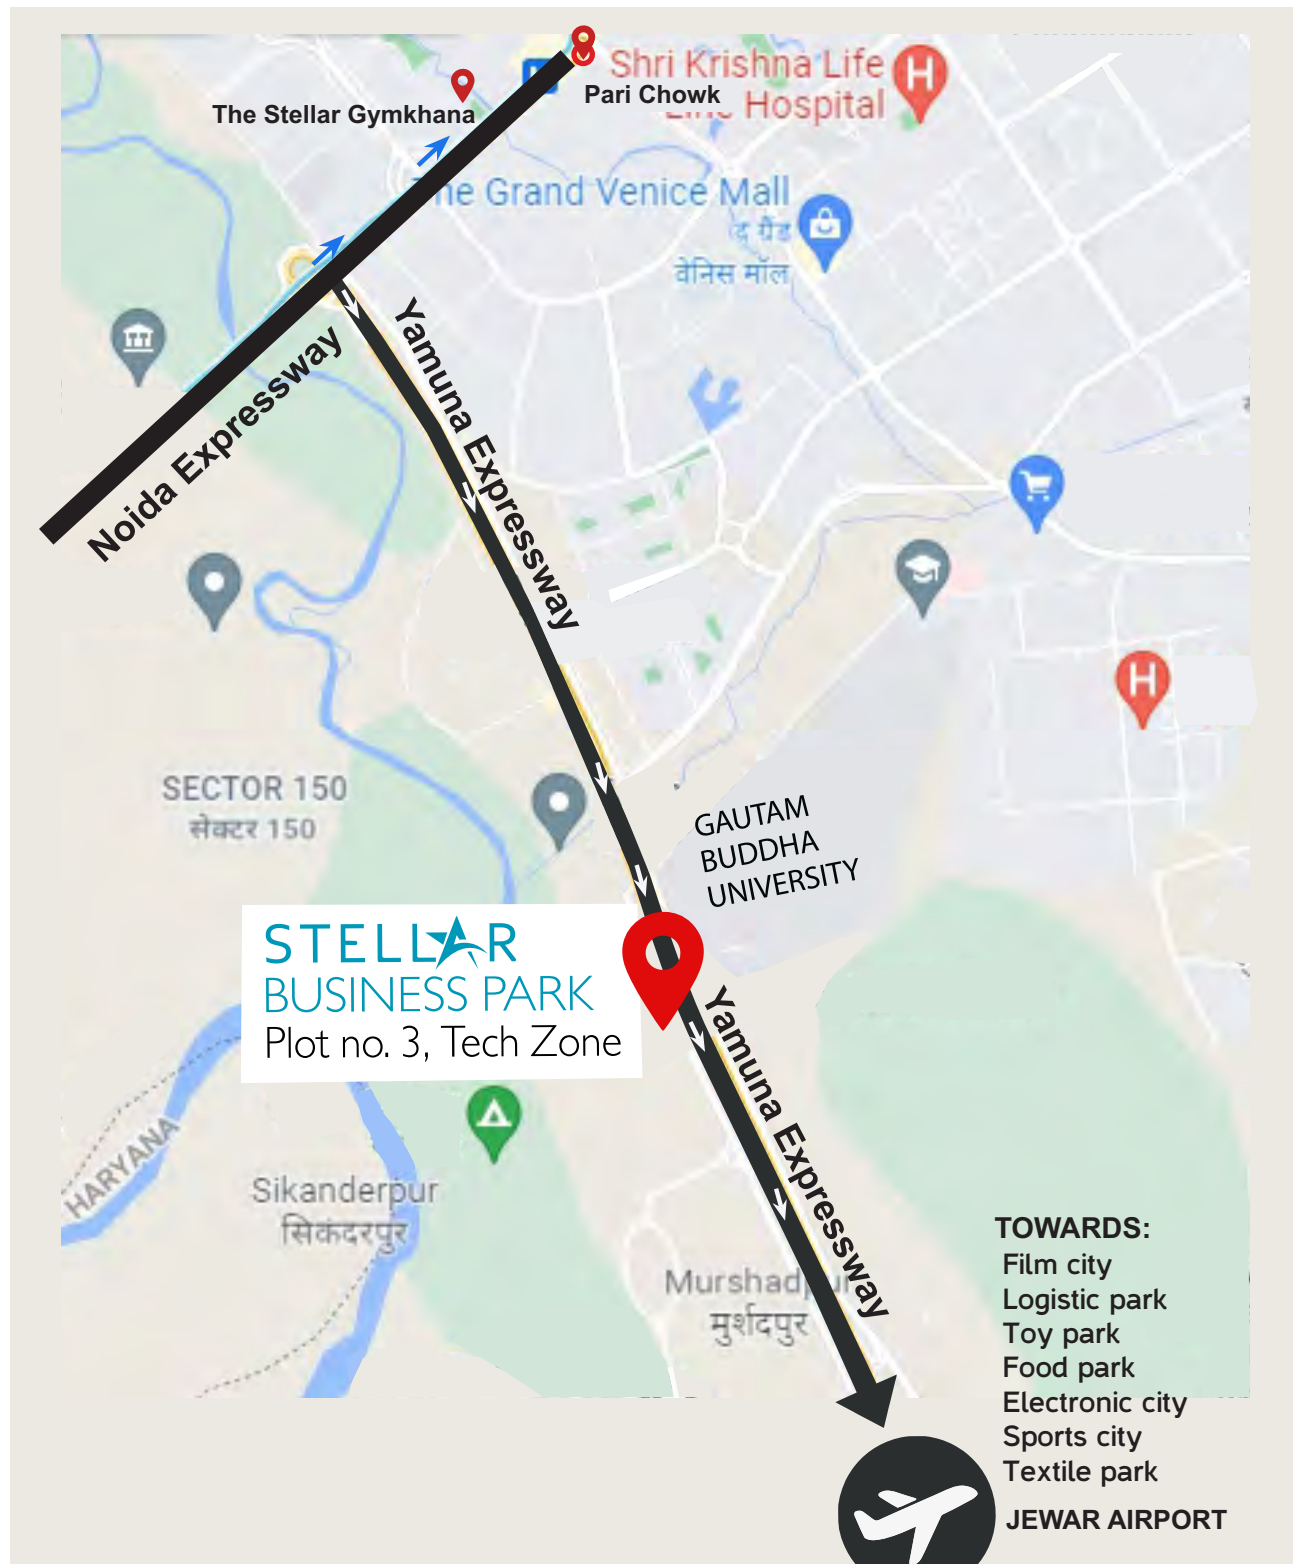 Shri Krishna Life
Line Hospital
Pari Chowk
The Stellar Gymkhana
The Grand Venice Mall
द ग्रैंड
वेनिस मॉल
Noida Expressway
Yamuna Expressway
SECTOR 150
सेक्टर 150
GAUTAM
BUDDHA
UNIVERSITY
STELLAR
BUSINESS PARK
Plot no. 3, Tech Zone
Yamuna Expressway
HARYANA
Sikanderpur
सिकंदरपुर
Murshadpur
मुर्शदपुर
TOWARDS:
Film city
Logistic park
Toy park
Food park
Electronic city
Sports city
Textile park
JEWAR AIRPORT
H
H